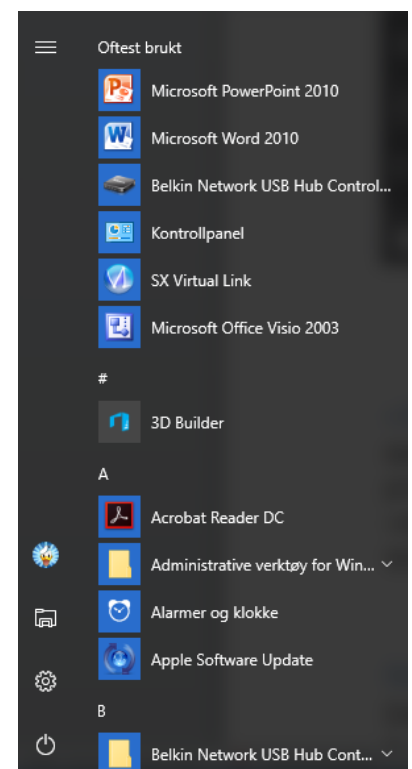 Oftest brukt
Microsoft PowerPoint 2010
Microsoft Word 2010
Belkin Network USB Hub Control...
Kontrollpanel
SX Virtual Link
Microsoft Office Visio 2003
#
3D Builder
A
Acrobat Reader DC
Administrative verktøy for Win...
Alarmer og klokke
Apple Software Update
B
Belkin Network USB Hub Cont...